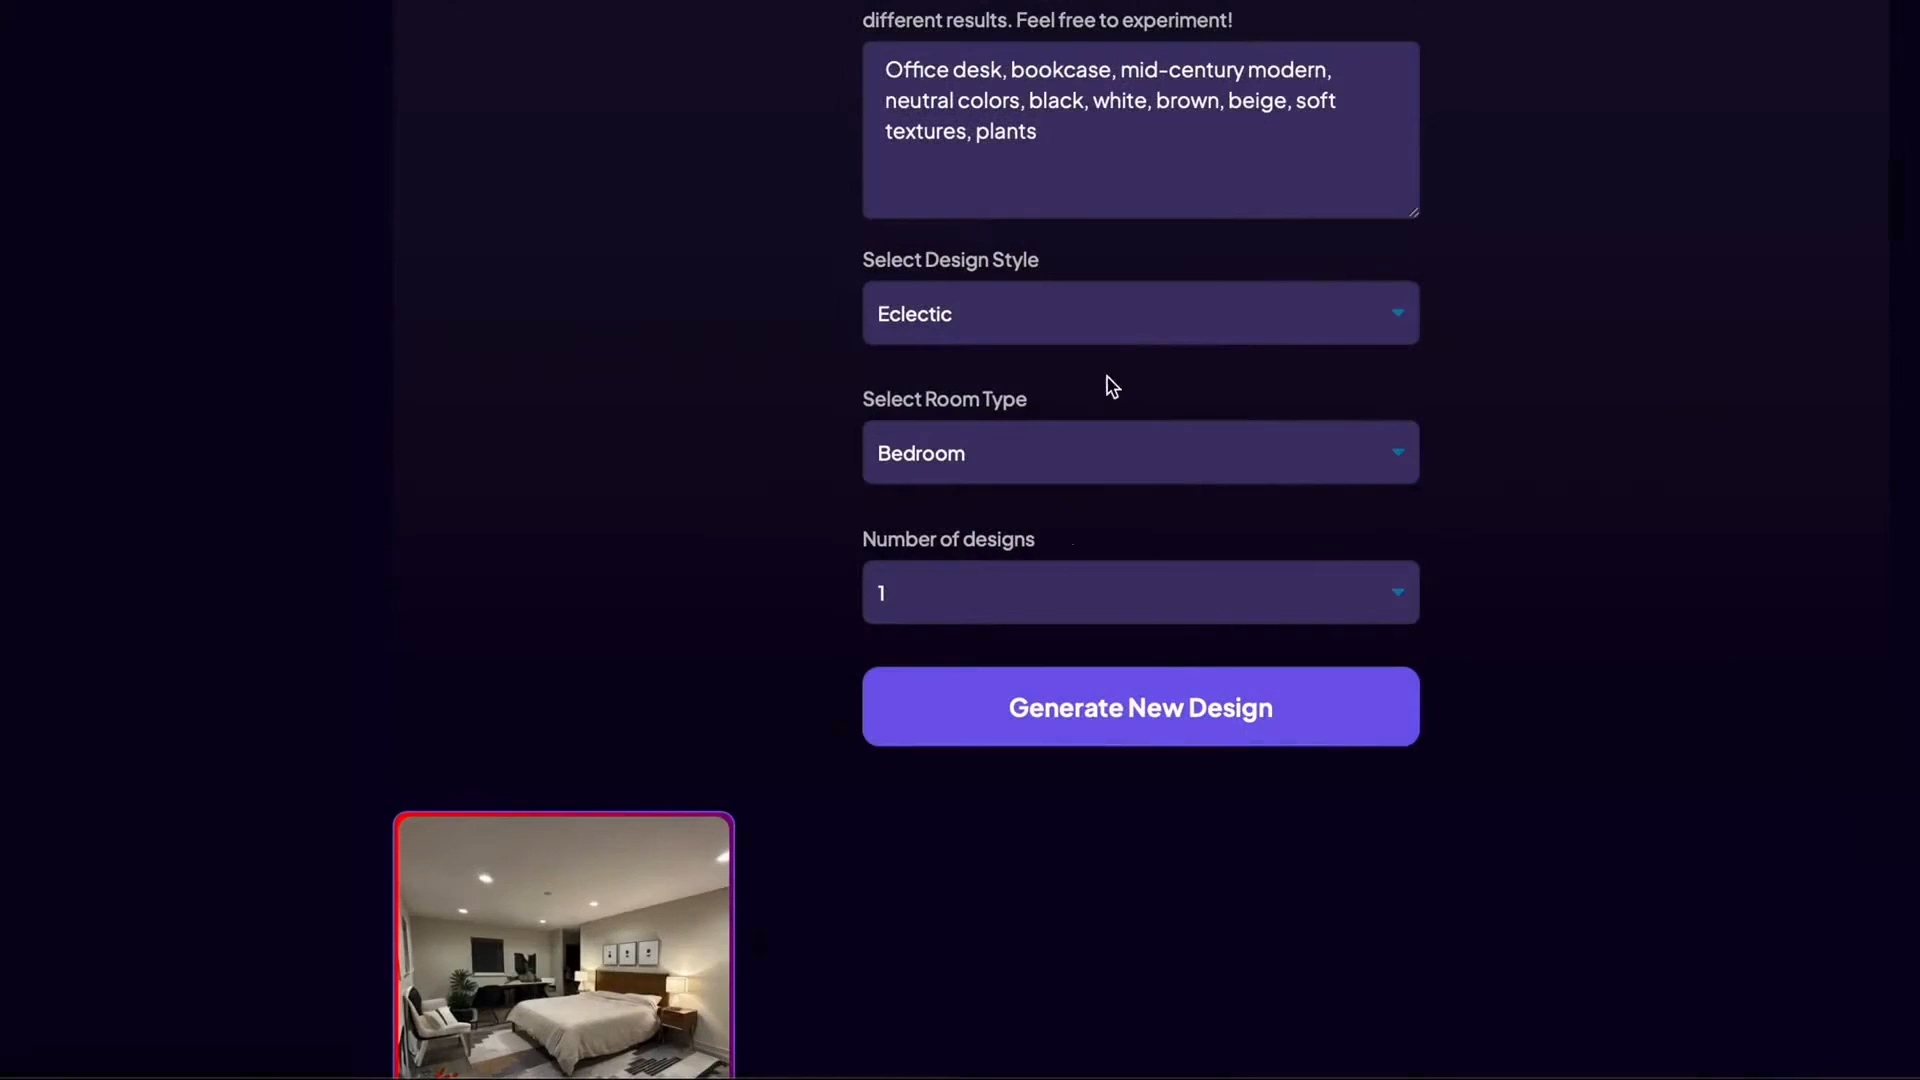 different results. Feel free to experiment!
Office desk, bookcase, mid-century modern,
neutral colors, black, white, brown, beige, soft
textures, plants
Select Design Style
Eclectic
Select Room Type
Bedroom
Number of designs
1
Generate New Design